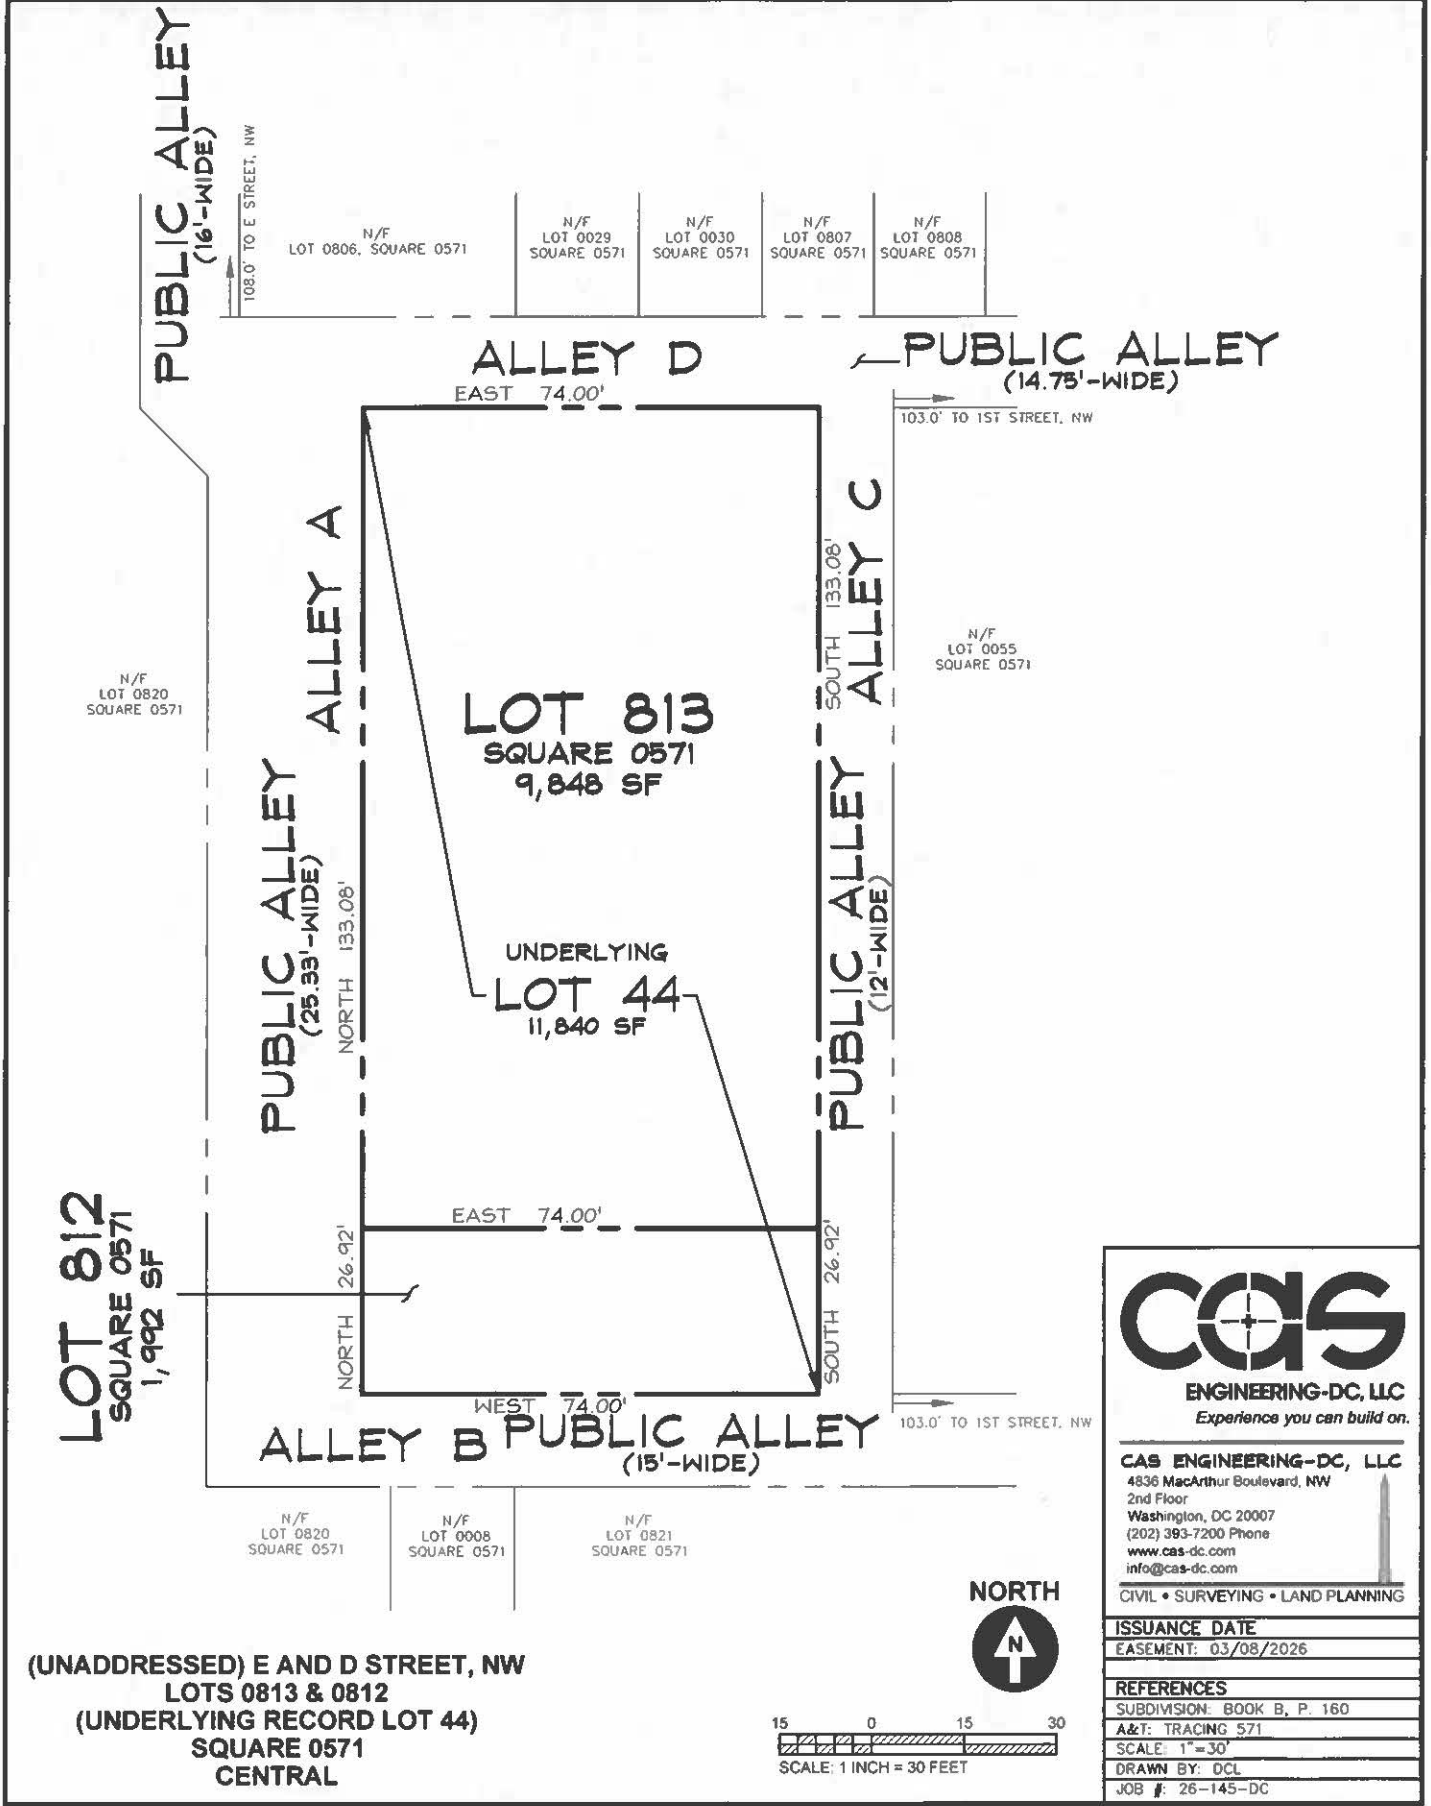 PUBLIC ALLEY
(16'-WIDE)
108.0' TO E STREET, NW
N/F
LOT 0806, SQUARE 0571
N/F
LOT 0029
SQUARE 0571
N/F
LOT 0030
SQUARE 0571
N/F
LOT 0807
SQUARE 0571
N/F
LOT 0808
SQUARE 0571
ALLEY D
PUBLIC ALLEY
(14.75'-WIDE)
EAST 74.00'
103.0' TO 1ST STREET, NW
ALLEY A
PUBLIC ALLEY
(25.33'-WIDE)
NORTH 133.08'
SOUTH 133.08'
ALLEY C
PUBLIC ALLEY
(12'-WIDE)
N/F
LOT 0055
SQUARE 0571
N/F
LOT 0820
SQUARE 0571
LOT 813
SQUARE 0571
9,848 SF
UNDERLYING
LOT 44
11,840 SF
LOT 812
SQUARE 0571
1,992 SF
EAST 74.00'
NORTH 26.92'
SOUTH 26.92'
WEST 74.00'
ALLEY B
PUBLIC ALLEY
(15'-WIDE)
103.0' TO 1ST STREET, NW
N/F
LOT 0820
SQUARE 0571
N/F
LOT 0008
SQUARE 0571
N/F
LOT 0821
SQUARE 0571
(UNADDRESSED) E AND D STREET, NW
LOTS 0813 & 0812
(UNDERLYING RECORD LOT 44)
SQUARE 0571
CENTRAL
NORTH
N
15 0 15 30
SCALE: 1 INCH = 30 FEET
cas
ENGINEERING-DC, LLC
Experience you can build on.
CAS ENGINEERING-DC, LLC
4836 MacArthur Boulevard, NW
2nd Floor
Washington, DC 20007
(202) 393-7200 Phone
www.cas-dc.com
info@cas-dc.com
CIVIL • SURVEYING • LAND PLANNING
ISSUANCE DATE
EASEMENT: 03/08/2026
REFERENCES
SUBDIVISION: BOOK B, P. 160
A&T: TRACING 571
SCALE: 1"=30'
DRAWN BY: DCL
JOB #: 26-145-DC